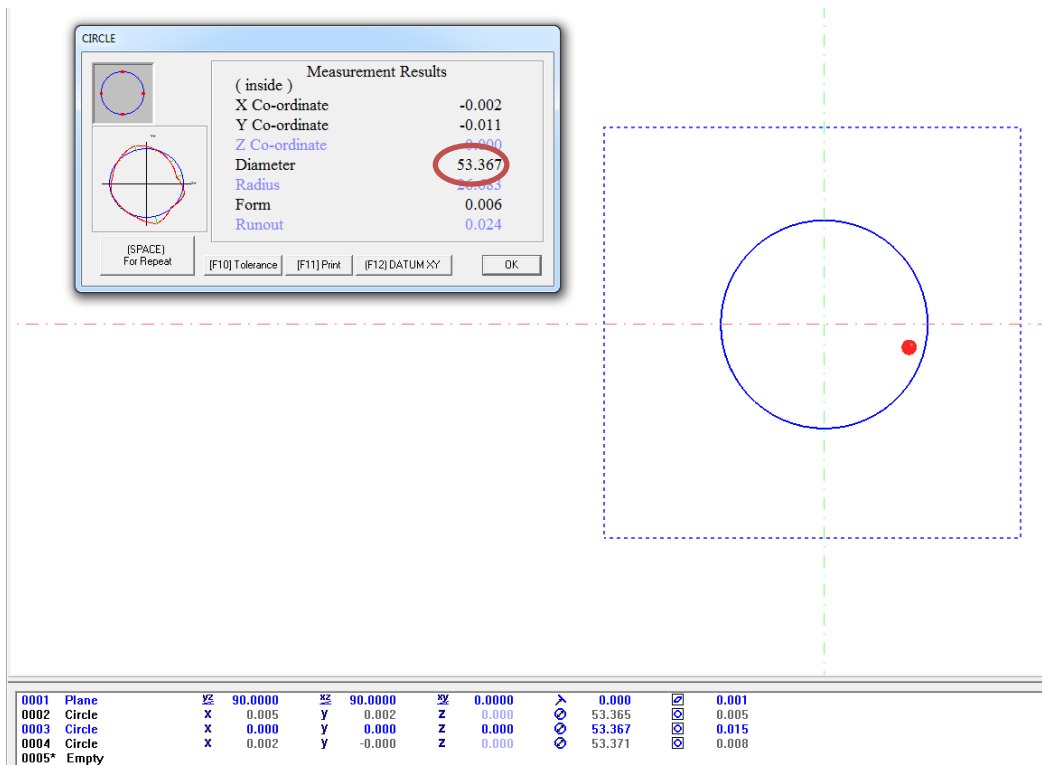 CIRCLE
Measurement Results
( inside )
X Co-ordinate -0.002
Y Co-ordinate -0.011
Z Co-ordinate 0.000
Diameter 53.367
Radius 26.683
Form 0.006
Runout 0.024
(SPACE)
For Repeat
(F10) Tolerance (F11) Print (F12) DATUM XY OK
0001 Plane yz 90.0000 xz 90.0000 xy 0.0000 0.000 0.001
0002 Circle x 0.005 y 0.002 z 0.000 53.365 0.005
0003 Circle x 0.000 y 0.000 z 0.000 53.367 0.015
0004 Circle x 0.002 y -0.000 z 0.000 53.371 0.008
0005* Empty